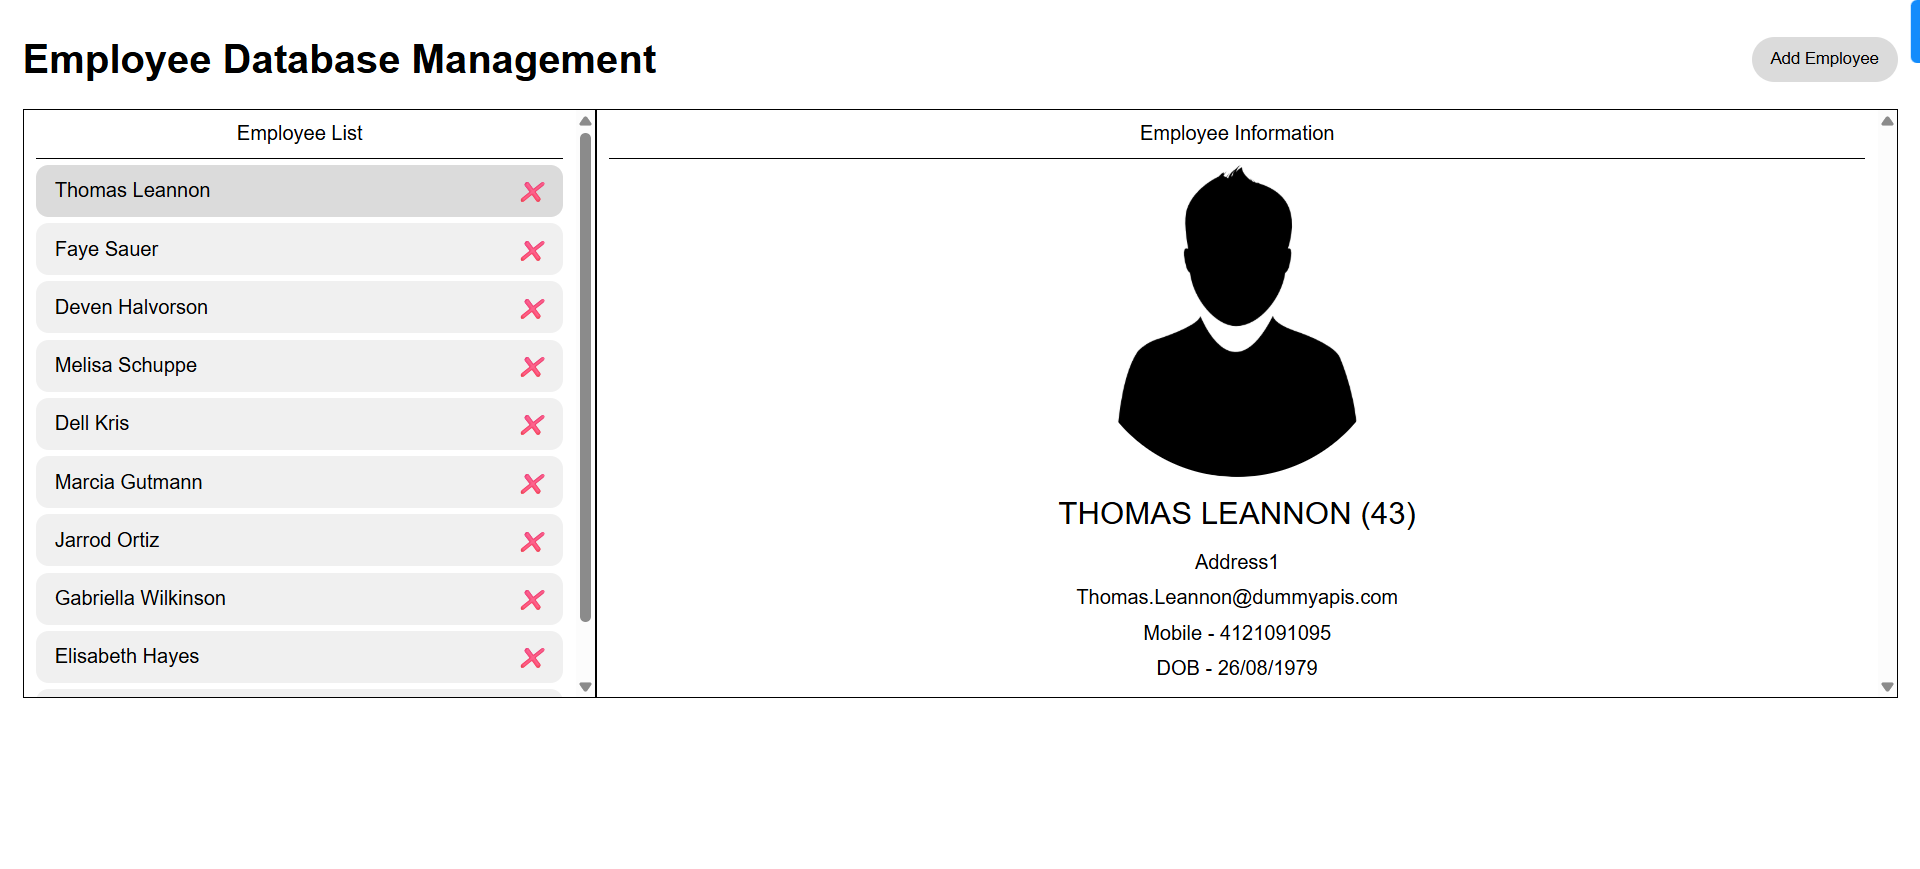 Employee Database Management
Add Employee
Employee List
Thomas Leannon
Faye Sauer
Deven Halvorson
Melisa Schuppe
Dell Kris
Marcia Gutmann
Jarrod Ortiz
Gabriella Wilkinson
Elisabeth Hayes
Employee Information
THOMAS LEANNON (43)
Address1
Thomas.Leannon@dummyapis.com
Mobile - 4121091095
DOB - 26/08/1979